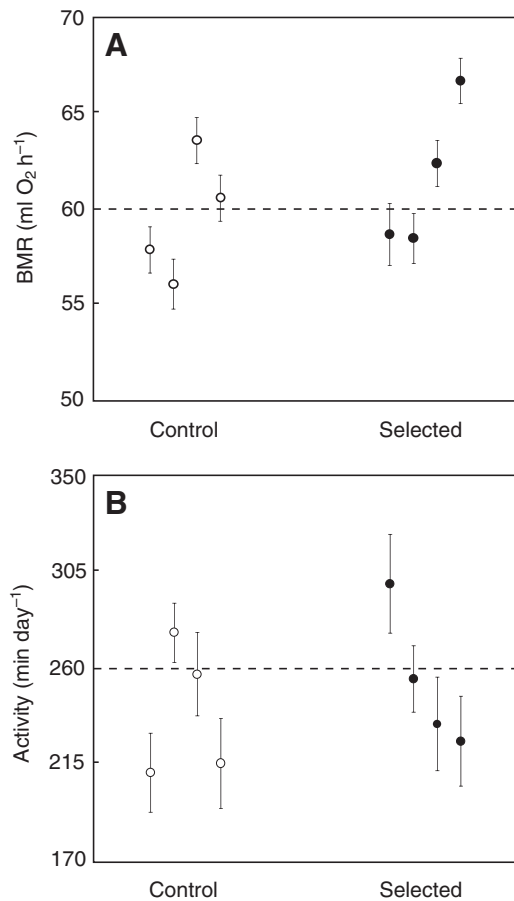 A
70
65
60
55
50
BMR (ml O₂ h⁻¹)
Control Selected
B
350
305
260
215
170
Activity (min day⁻¹)
Control Selected